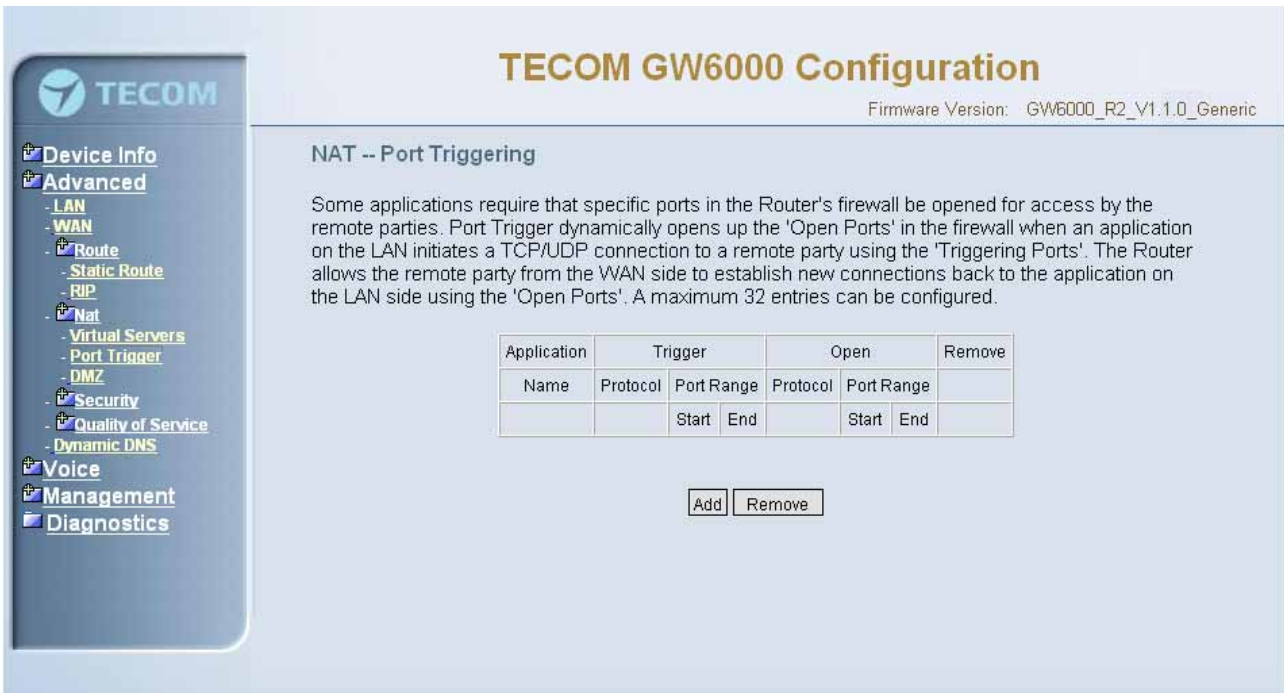 TECOM
TECOM GW6000 Configuration
Firmware Version: GW6000_R2_V1.1.0_Generic
Device Info
Advanced
- LAN
- WAN
- Route
- Static Route
- RIP
- Nat
- Virtual Servers
- Port Trigger
- DMZ
- Security
- Quality of Service
- Dynamic DNS
Voice
Management
Diagnostics
NAT -- Port Triggering
Some applications require that specific ports in the Router's firewall be opened for access by the
remote parties. Port Trigger dynamically opens up the 'Open Ports' in the firewall when an application
on the LAN initiates a TCP/UDP connection to a remote party using the 'Triggering Ports'. The Router
allows the remote party from the WAN side to establish new connections back to the application on
the LAN side using the 'Open Ports'. A maximum 32 entries can be configured.
Application Trigger Open Remove
Name Protocol Port Range Protocol Port Range
Start End Start End
Add Remove